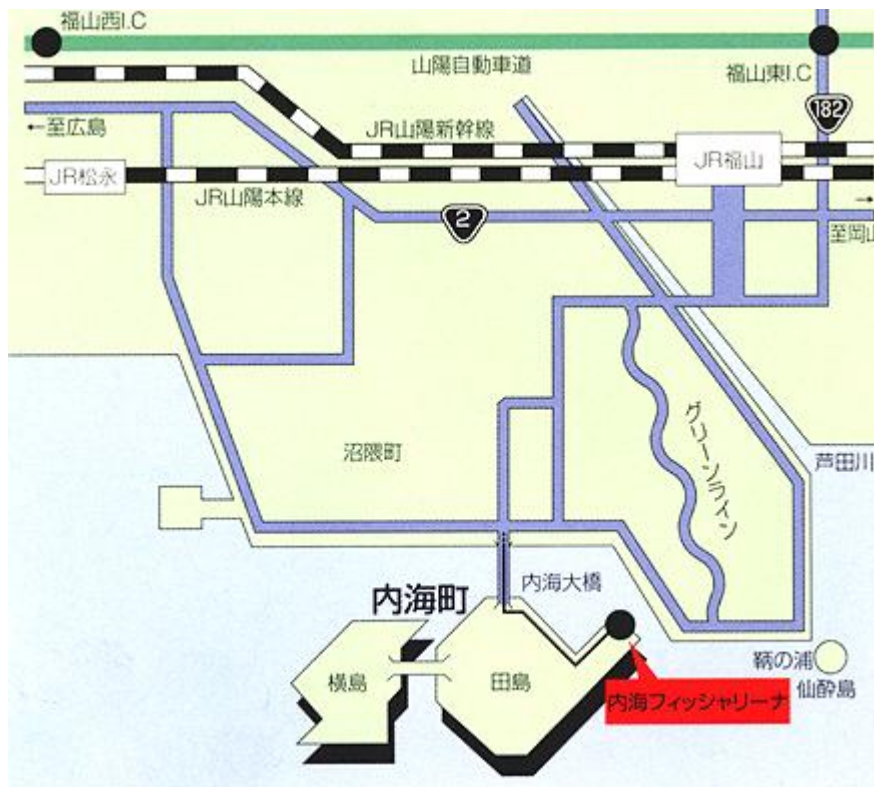 福山西I.C
山陽自動車道
福山東I.C
182
←至広島
JR山陽新幹線
JR福山
JR松永
JR山陽本線
2
→
至岡山
グリーンライン
沼隈町
芦田川
内海大橋
内海町
鞆の浦
横島
田島
仙酔島
内海フィッシャリーナ